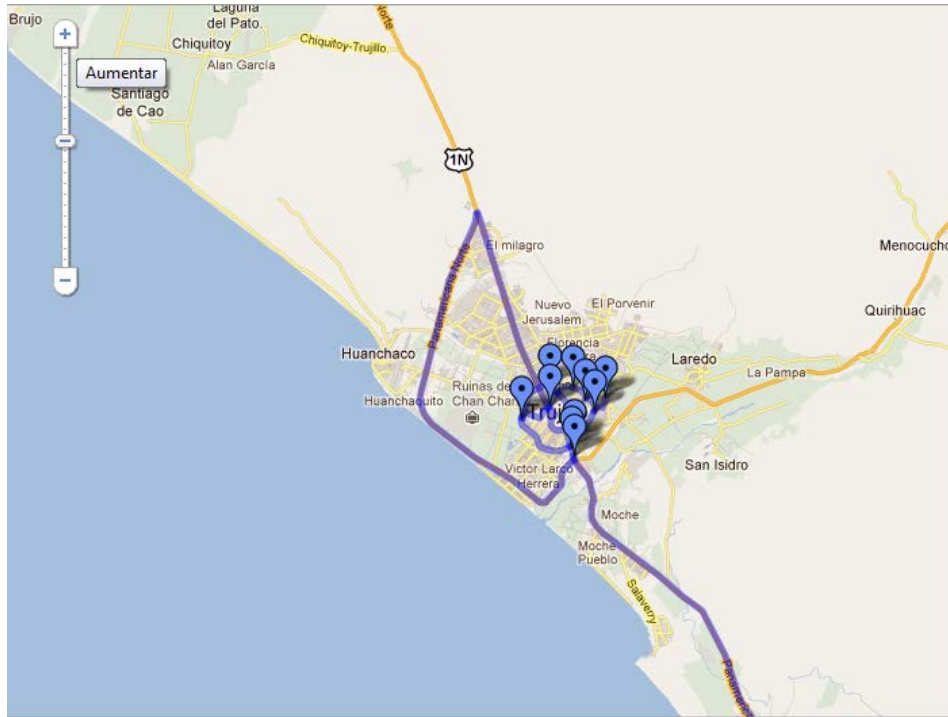 Brujo
Laguna
del Pato.
Norte
Chiquitoy
Chiquitoy-Trujillo
Alan García
Aumentar
Santiago
de Cao
1N
El milagro
Menocucho
Panamericana Norte
Nuevo
Jerusalem
El Porvenir
Quirihuac
Florencia
Huanchaco
Laredo
La Pampa
Ruinas de
Chan Chan
Huanchaquito
San Isidro
Victor Larco
Herrera
Moche
Moche
Pueblo
Salaverry